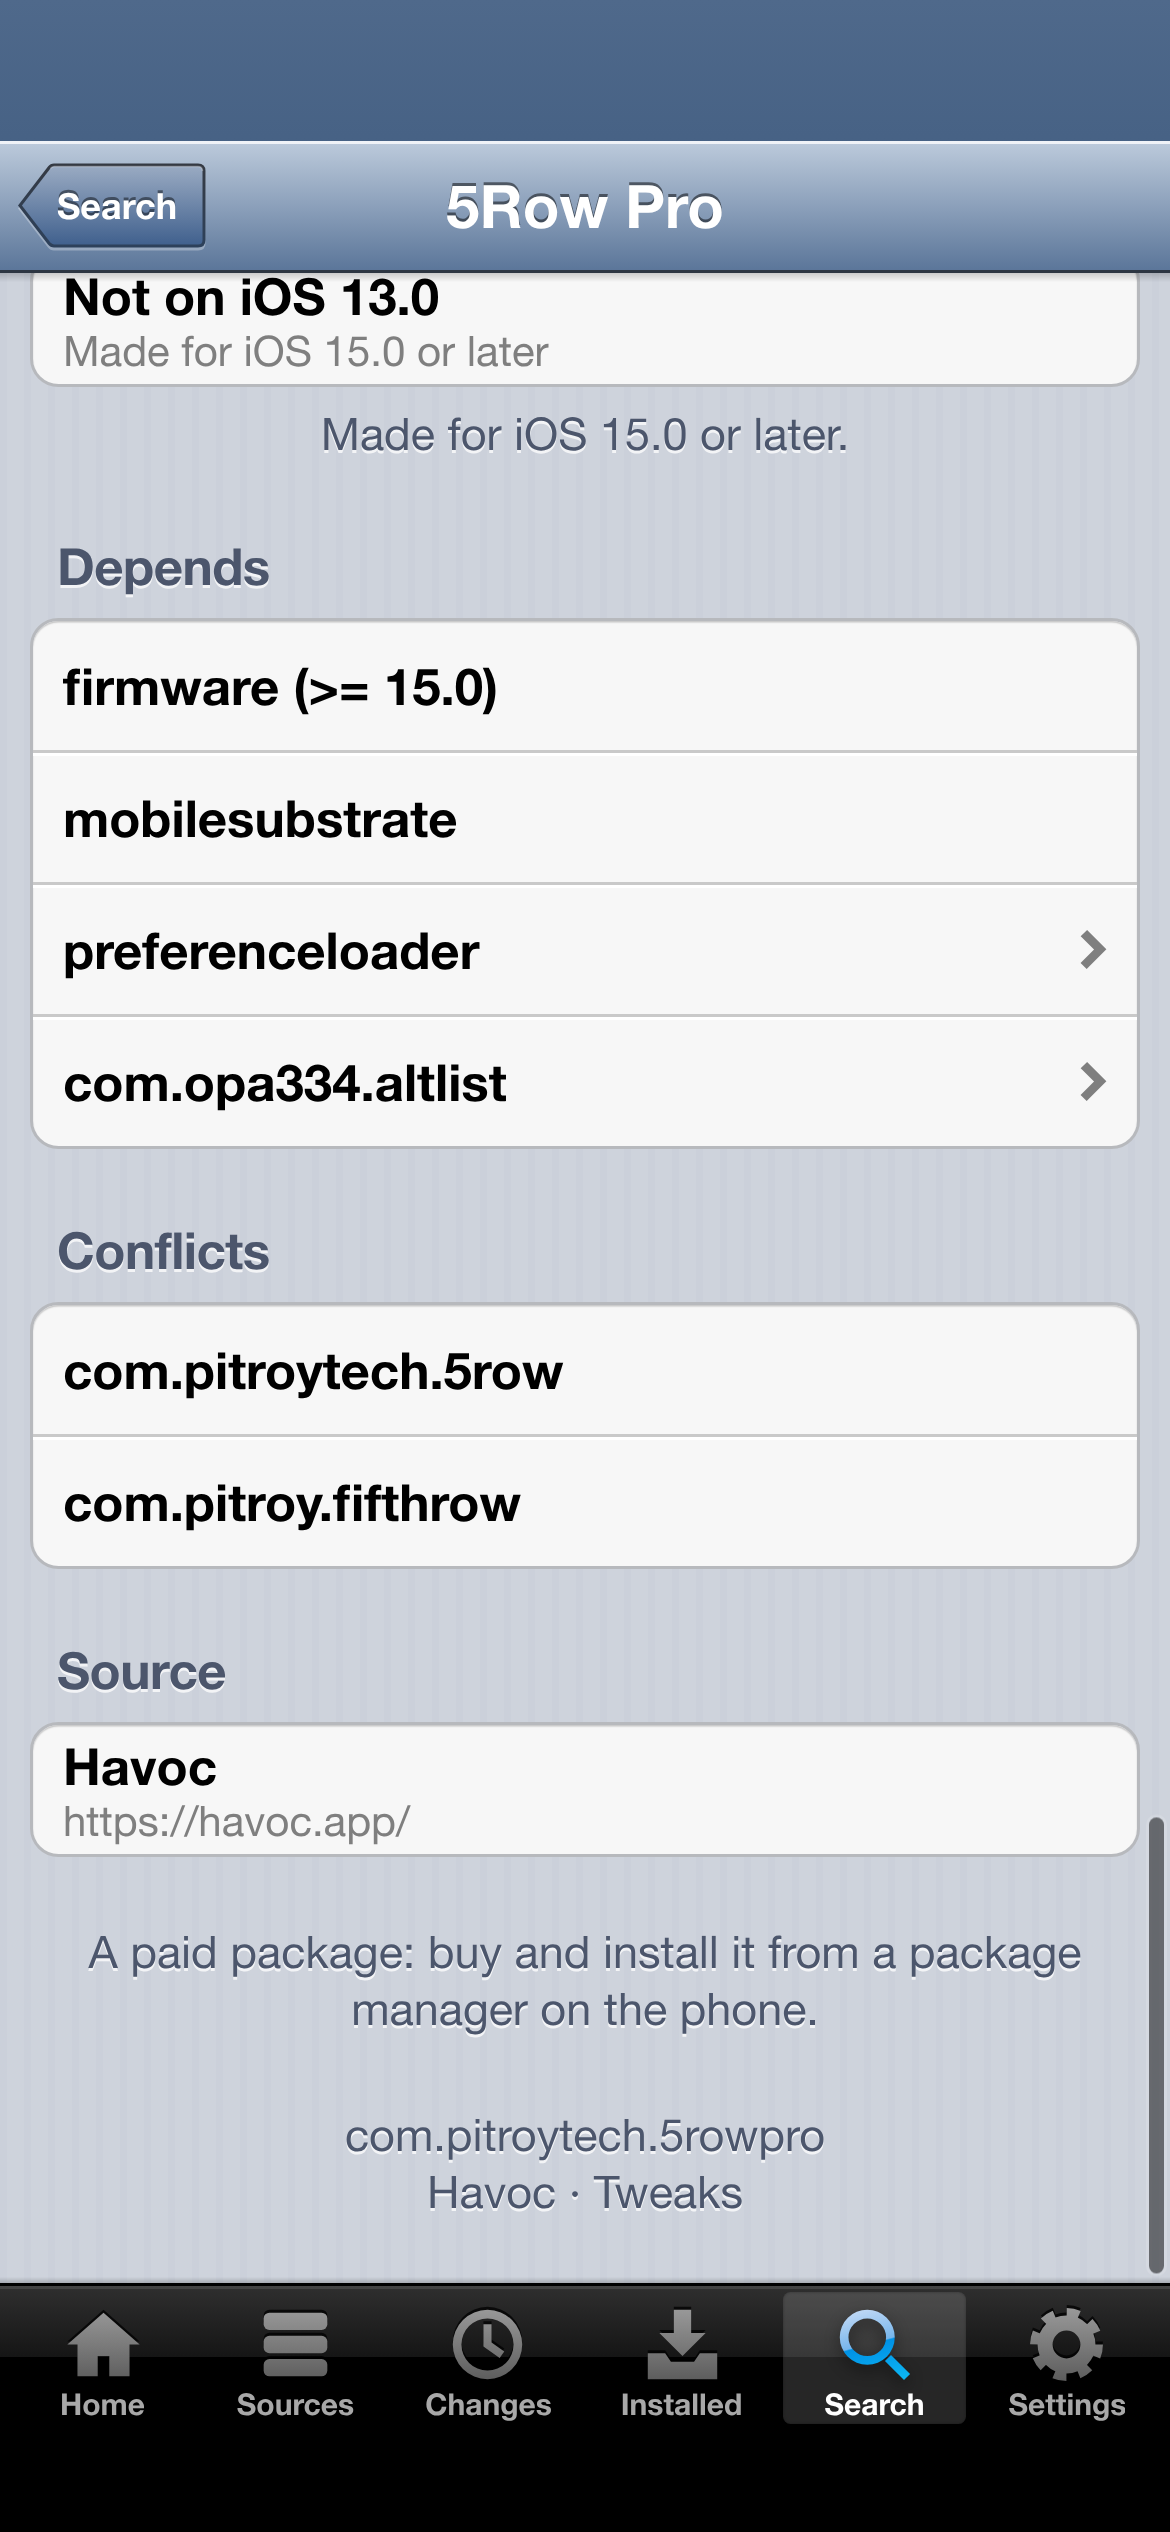 Search
5Row Pro
Not on iOS 13.0
Made for iOS 15.0 or later
Made for iOS 15.0 or later.
Depends
firmware (>= 15.0)
mobilesubstrate
preferenceloader
com.opa334.altlist
Conflicts
com.pitroytech.5row
com.pitroy.fifthrow
Source
Havoc
https://havoc.app/
A paid package: buy and install it from a package
manager on the phone.
com.pitroytech.5rowpro
Havoc · Tweaks
Home
Sources
Changes
Installed
Search
Settings